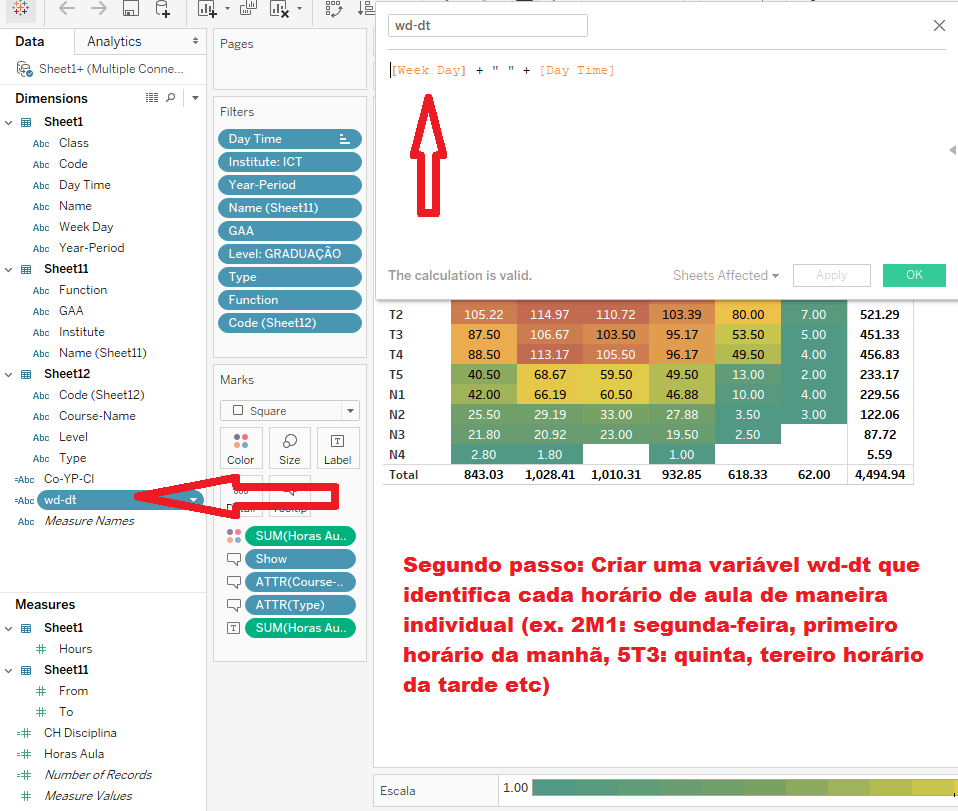 Data
Analytics
Sheet1+ (Multiple Conne...
Dimensions
Sheet1
Abc Class
Abc Code
Abc Day Time
Abc Name
Abc Week Day
Abc Year-Period
Sheet11
Abc Function
Abc GAA
Abc Institute
Abc Name (Sheet11)
Sheet12
Abc Code (Sheet12)
Abc Course-Name
Abc Level
Abc Type
=Abc Co-YP-Cl
=Abc wd-dt
Abc Measure Names
Measures
Sheet1
# Hours
Sheet11
# From
# To
=# CH Disciplina
=# Horas Aula
=# Number of Records
# Measure Values
Pages
Filters
Day Time
Institute: ICT
Year-Period
Name (Sheet11)
GAA
Level: GRADUAÇÃO
Type
Function
Code (Sheet12)
Marks
Square
Color Size Label
SUM(Horas Au..
Show
ATTR(Course-..
ATTR(Type)
SUM(Horas Au..
wd-dt
[Week Day] + " " + [Day Time]
The calculation is valid.
Sheets Affected
Apply
OK
T2 105.22 114.97 110.72 103.39 80.00 7.00 521.29
T3 87.50 106.67 103.50 95.17 53.50 5.00 451.33
T4 88.50 113.17 105.50 96.17 49.50 4.00 456.83
T5 40.50 68.67 59.50 49.50 13.00 2.00 233.17
N1 42.00 66.19 60.50 46.88 10.00 4.00 229.56
N2 25.50 29.19 33.00 27.88 3.50 3.00 122.06
N3 21.80 20.92 23.00 19.50 2.50 87.72
N4 2.80 1.80 1.00 5.59
Total 843.03 1,028.41 1,010.31 932.85 618.33 62.00 4,494.94
Segundo passo: Criar uma variável wd-dt que
identifica cada horário de aula de maneira
individual (ex. 2M1: segunda-feira, primeiro
horário da manhã, 5T3: quinta, tereiro horário
da tarde etc)
Escala
1.00